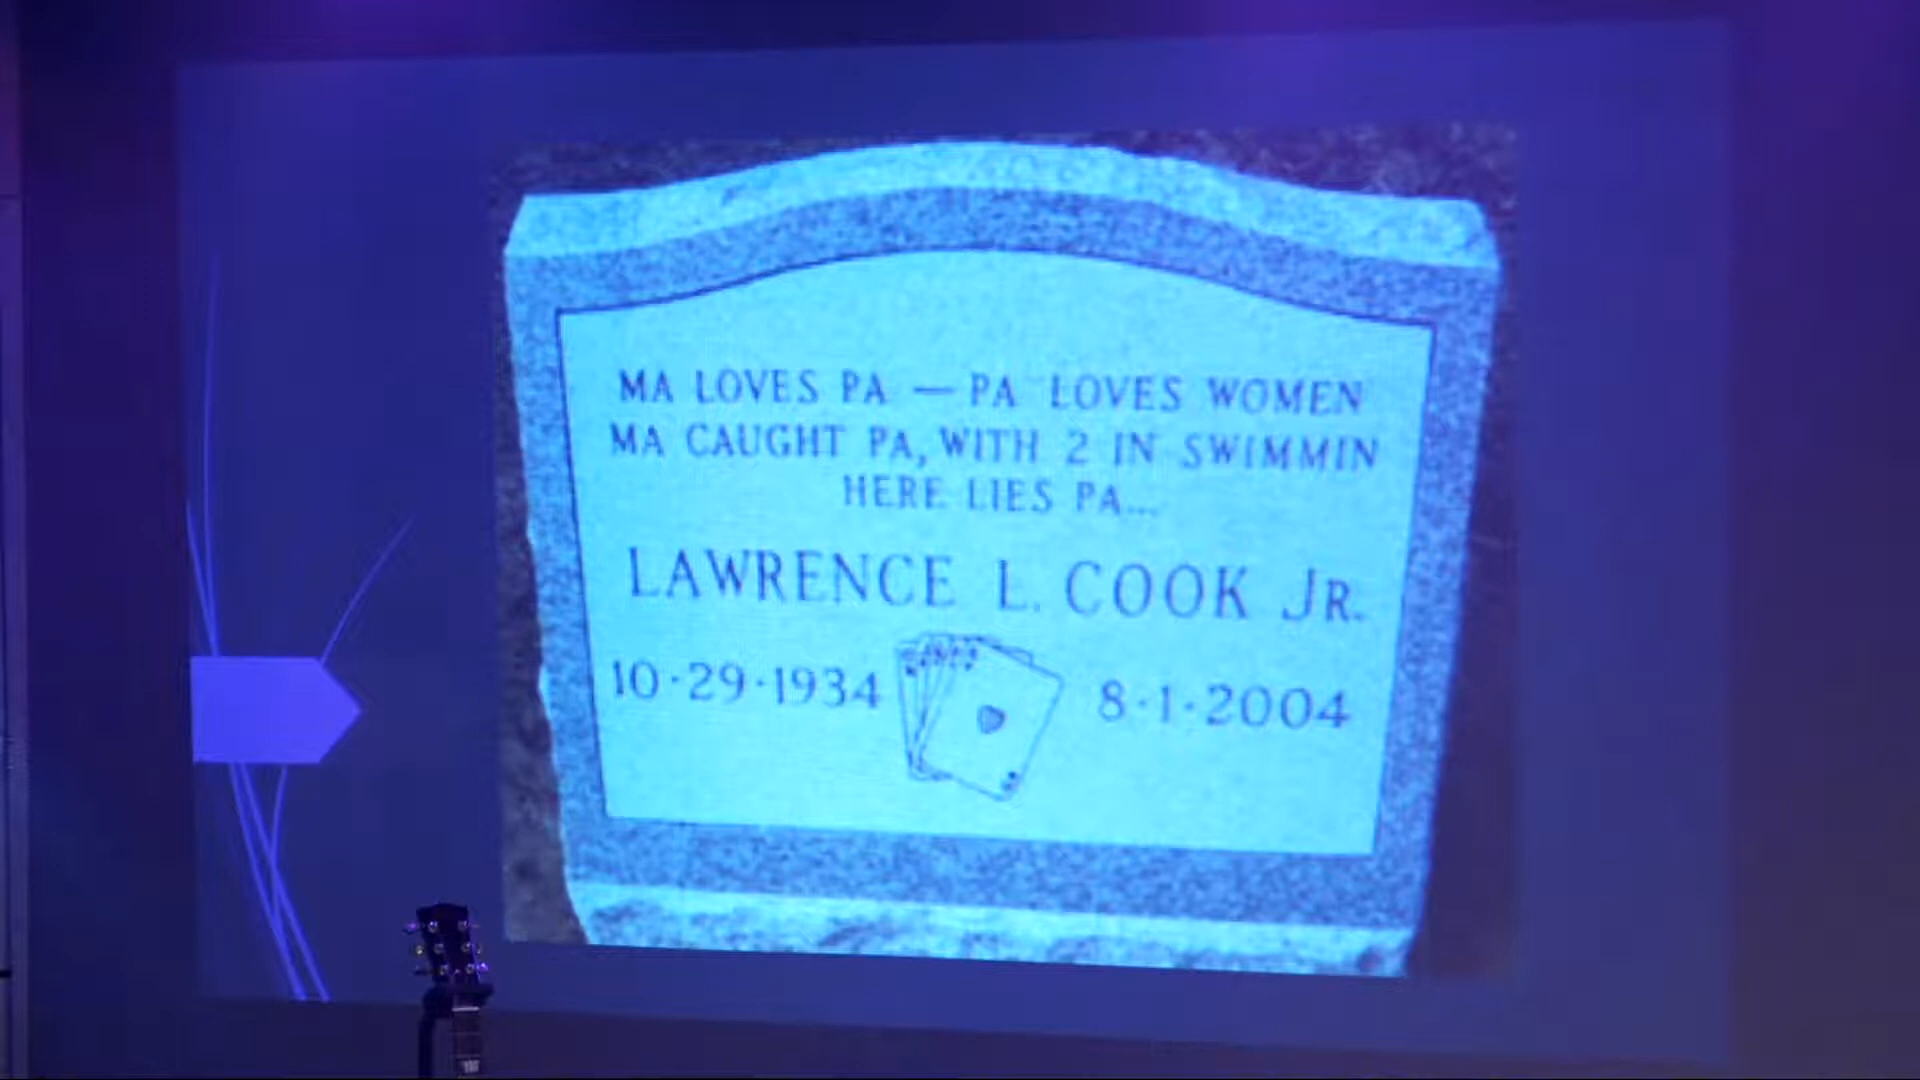 MA LOVES PA — PA LOVES WOMEN
MA CAUGHT PA, WITH 2 IN SWIMMIN
HERE LIES PA...
LAWRENCE L. COOK JR.
10·29·1934 8·1·2004